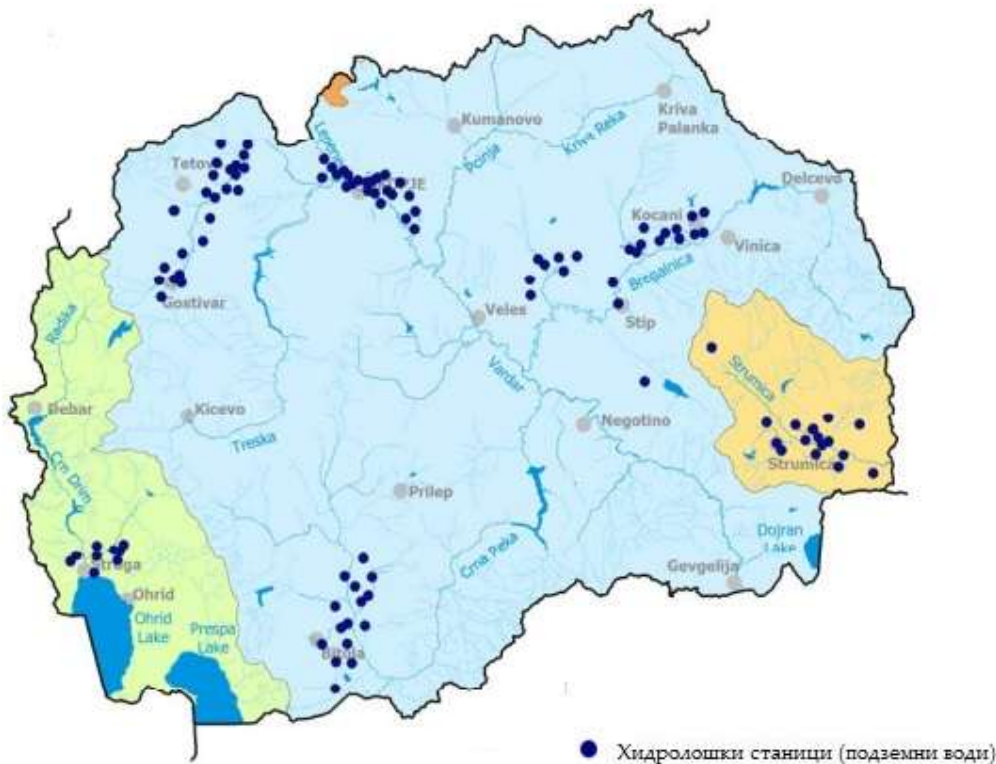 Kumanovo
Kriva
Palanka
Kriva Reka
Pcinja
Tetov
Delcevo
Kocani
Vinica
Bregalnica
Gostivar
Veles
Stip
Radika
Vardar
Strumica
Debar
Kicevo
Negotino
Treska
Crn Drim
Strumica
Prilep
Dojran
Lake
Crna Reka
Gevgelija
Struga
Ohrid
Ohrid
Lake
Prespa
Lake
Хидролошки станици (подземни води)